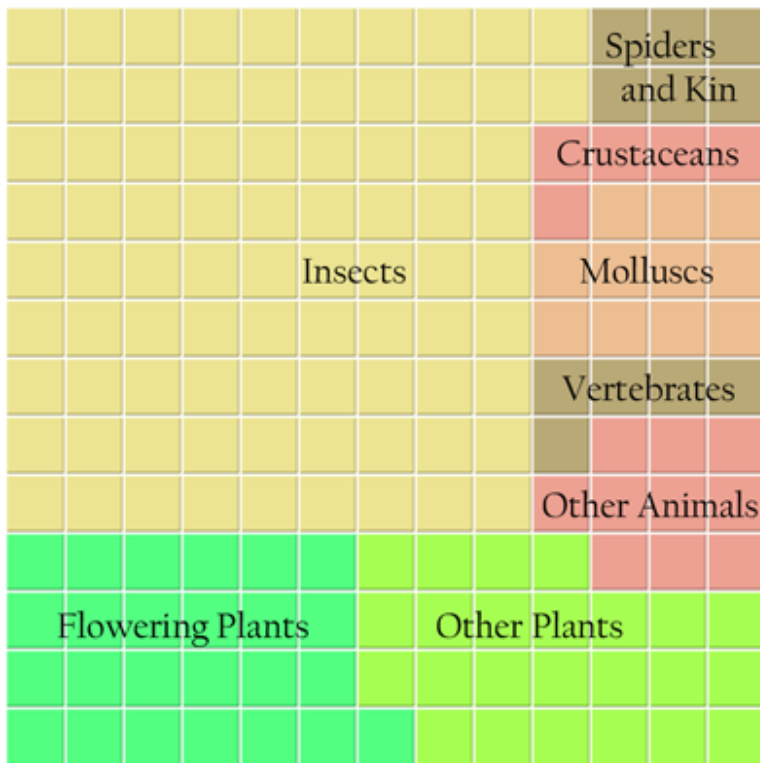 Spiders
and Kin
Crustaceans
Insects
Molluscs
Vertebrates
Other Animals
Flowering Plants
Other Plants